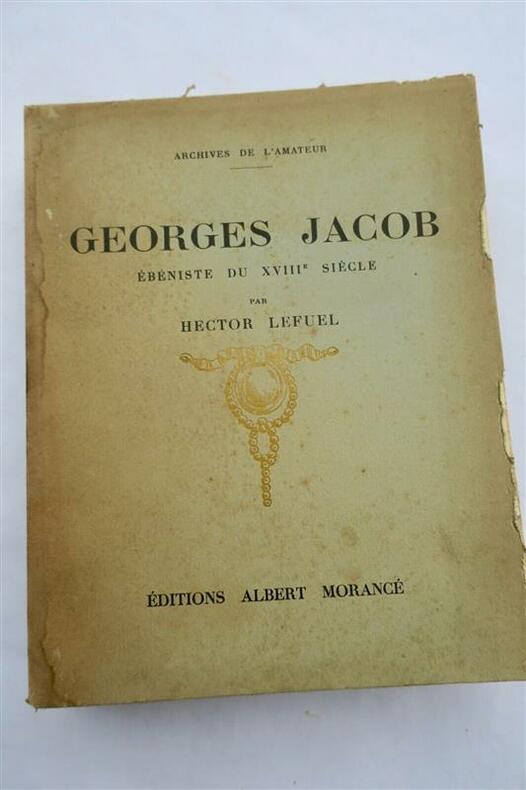 ARCHIVES DE L'AMATEUR
GEORGES JACOB
ÉBÉNISTE DU XVIIIᴱ SIÈCLE
PAR
HECTOR LEFUEL
ÉDITIONS ALBERT MORANCÉ